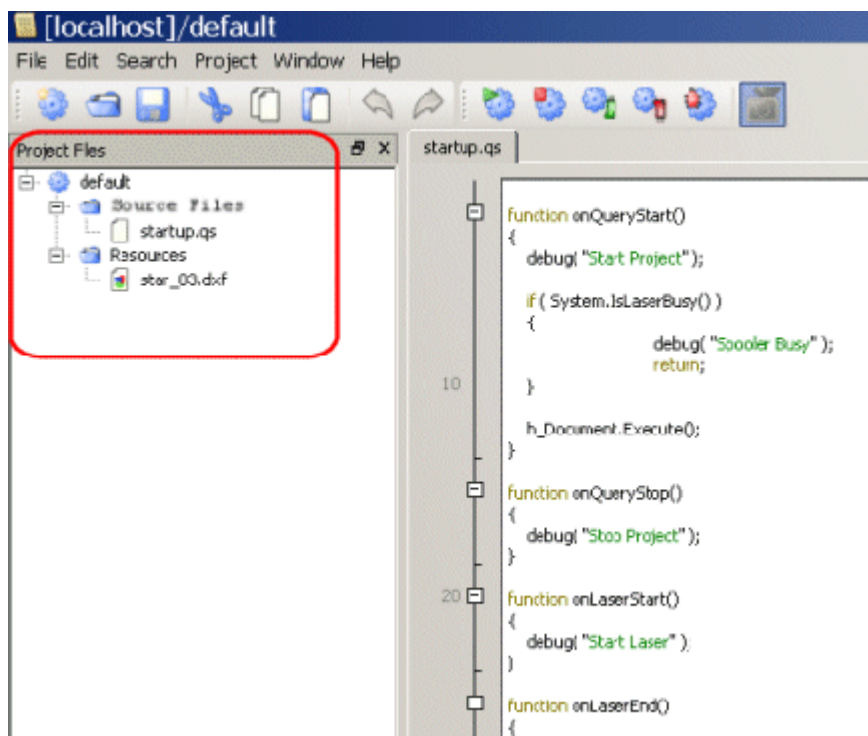 [localhost]/default
File Edit Search Project Window Help
Project Files
default
Source Files
startup.qs
Resources
star_03.dxf
startup.qs
function onQueryStart()
{
debug( "Start Project");
if ( System.IsLaserBusy() )
{
debug( "Spooler Busy" );
return;
10 }
h_Document.Execute();
}
function onQueryStop()
{
debug( "Stop Project");
}
20 function onLaserStart()
{
debug( "Start Laser" );
}
function onLaserEnd()
{